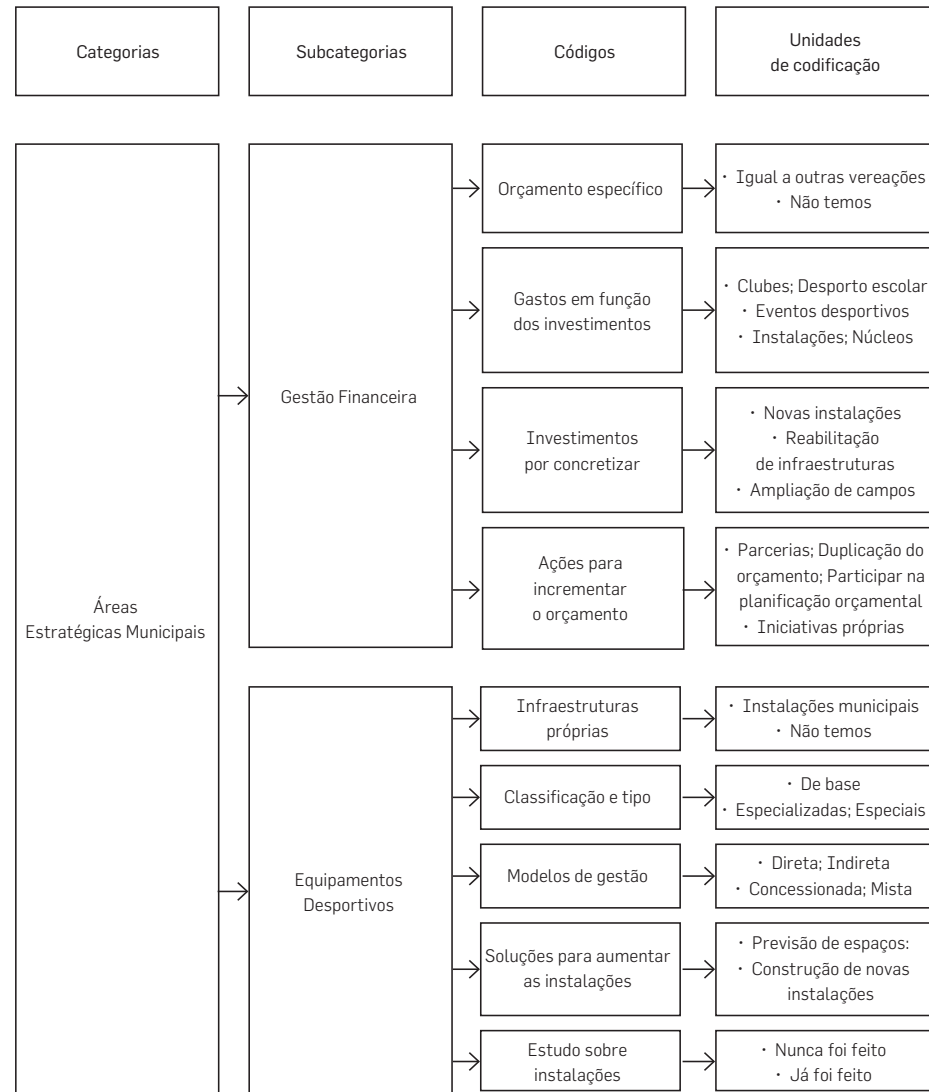 Categorias
Subcategorias
Códigos
Unidades
de codificação
Áreas
Estratégicas Municipais
Gestão Financeira
Orçamento específico
· Igual a outras vereações
· Não temos
Gastos em função
dos investimentos
· Clubes; Desporto escolar
· Eventos desportivos
· Instalações; Núcleos
Investimentos
por concretizar
· Novas instalações
· Reabilitação
de infraestruturas
· Ampliação de campos
Ações para
incrementar
o orçamento
· Parcerias; Duplicação do
orçamento; Participar na
planificação orçamental
· Iniciativas próprias
Equipamentos
Desportivos
Infraestruturas
próprias
· Instalações municipais
· Não temos
Classificação e tipo
· De base
· Especializadas; Especiais
Modelos de gestão
· Direta; Indireta
· Concessionada; Mista
Soluções para aumentar
as instalações
· Previsão de espaços:
· Construção de novas
instalações
Estudo sobre
instalações
· Nunca foi feito
· Já foi feito